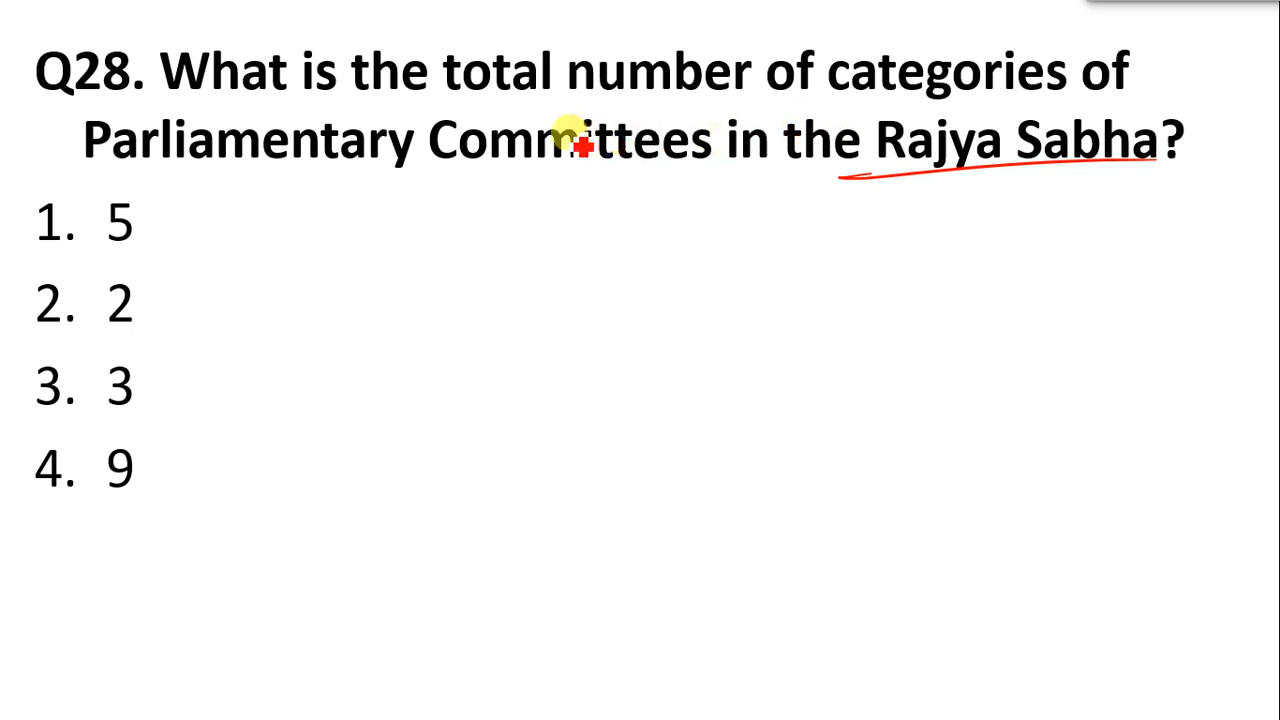 Q28. What is the total number of categories of
Parliamentary Committees in the Rajya Sabha?
1. 5
2. 2
3. 3
4. 9